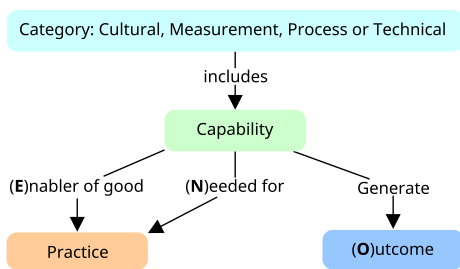 Category: Cultural, Measurement, Process or Technical
includes
Capability
(E)nabler of good
(N)eeded for
Generate
Practice
(O)utcome